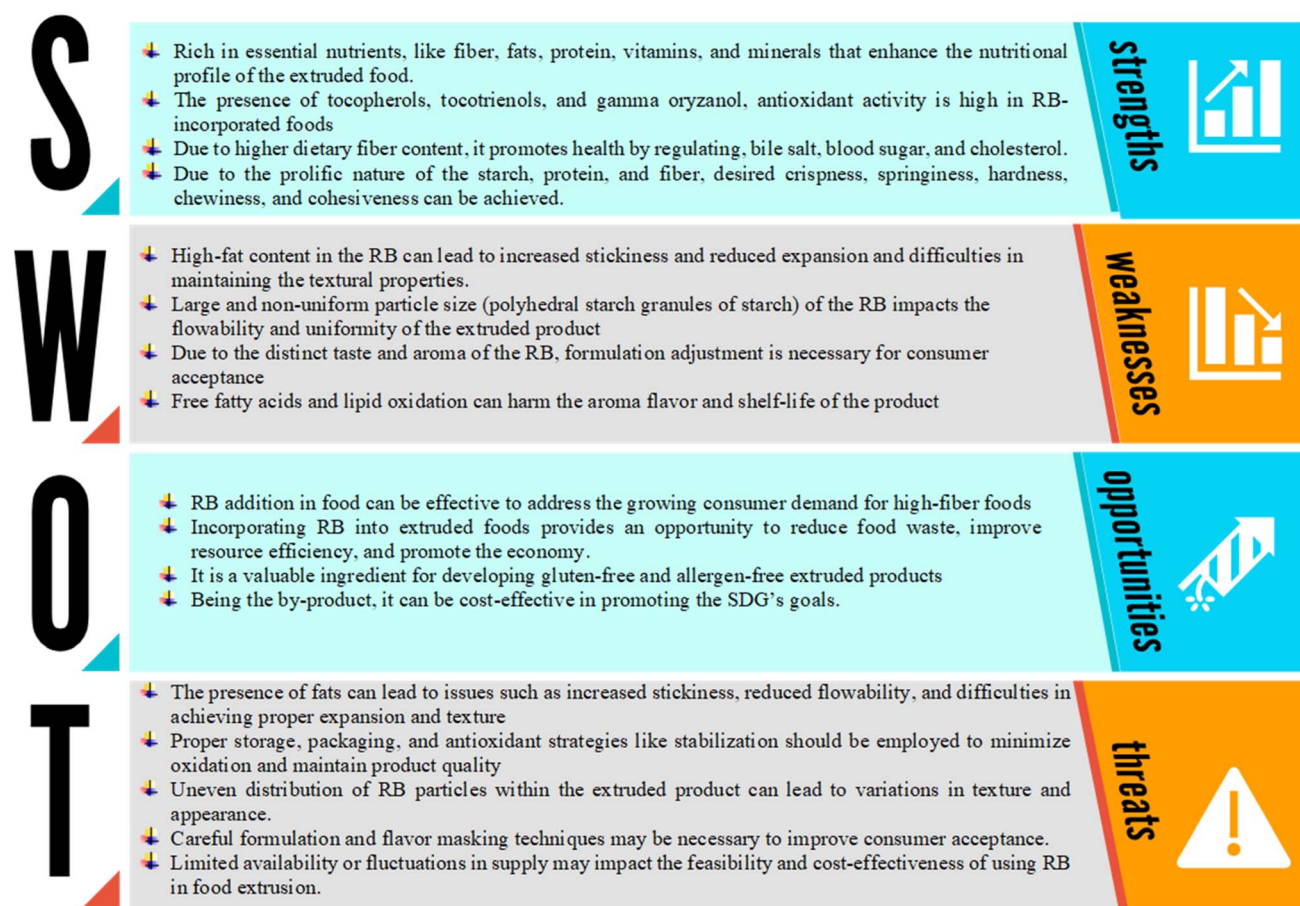 S
Rich in essential nutrients, like fiber, fats, protein, vitamins, and minerals that enhance the nutritional
profile of the extruded food.
The presence of tocopherols, tocotrienols, and gamma oryzanol, antioxidant activity is high in RB-
incorporated foods
Due to higher dietary fiber content, it promotes health by regulating, bile salt, blood sugar, and cholesterol.
Due to the prolific nature of the starch, protein, and fiber, desired crispness, springiness, hardness,
chewiness, and cohesiveness can be achieved.
strengths
W
High-fat content in the RB can lead to increased stickiness and reduced expansion and difficulties in
maintaining the textural properties.
Large and non-uniform particle size (polyhedral starch granules of starch) of the RB impacts the
flowability and uniformity of the extruded product
Due to the distinct taste and aroma of the RB, formulation adjustment is necessary for consumer
acceptance
Free fatty acids and lipid oxidation can harm the aroma flavor and shelf-life of the product
weaknesses
O
RB addition in food can be effective to address the growing consumer demand for high-fiber foods
Incorporating RB into extruded foods provides an opportunity to reduce food waste, improve
resource efficiency, and promote the economy.
It is a valuable ingredient for developing gluten-free and allergen-free extruded products
Being the by-product, it can be cost-effective in promoting the SDG’s goals.
opportunities
T
The presence of fats can lead to issues such as increased stickiness, reduced flowability, and difficulties in
achieving proper expansion and texture
Proper storage, packaging, and antioxidant strategies like stabilization should be employed to minimize
oxidation and maintain product quality
Uneven distribution of RB particles within the extruded product can lead to variations in texture and
appearance.
Careful formulation and flavor masking techniques may be necessary to improve consumer acceptance.
Limited availability or fluctuations in supply may impact the feasibility and cost-effectiveness of using RB
in food extrusion.
threats